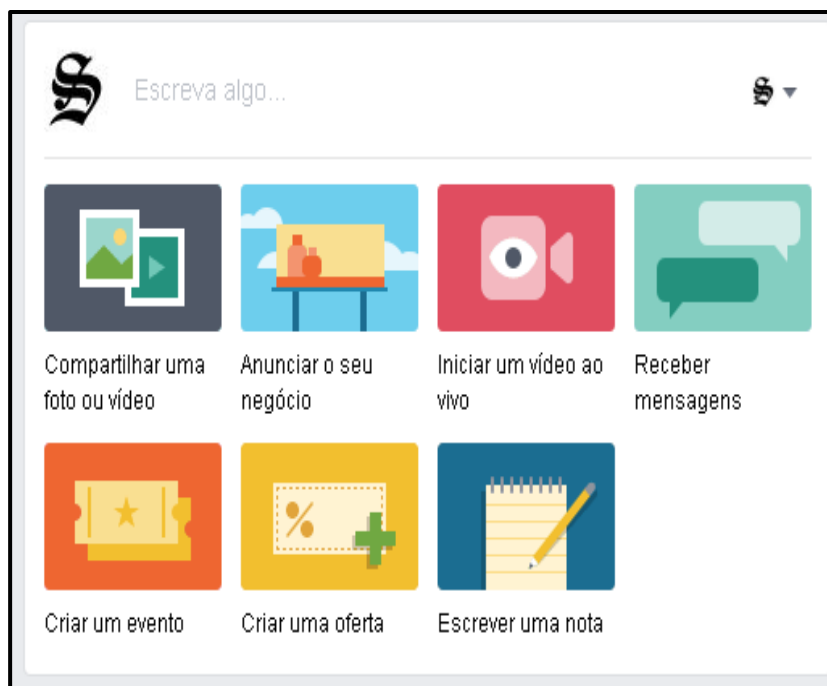 S Escreva algo... S
Compartilhar uma
foto ou vídeo
Anunciar o seu
negócio
Iniciar um vídeo ao
vivo
Receber
mensagens
%
Criar um evento
Criar uma oferta
Escrever uma nota